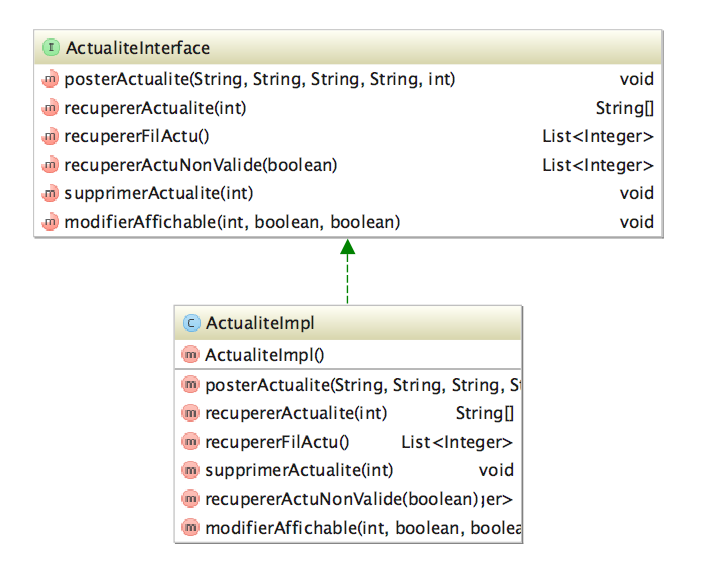 I ActualiteInterface
m posterActualite(String, String, String, String, int) void
m recupererActualite(int) String[]
m recupererFilActu() List<Integer>
m recupererActuNonValide(boolean) List<Integer>
m supprimerActualite(int) void
m modifierAffichable(int, boolean, boolean) void
C ActualiteImpl
m ActualiteImpl()
m posterActualite(String, String, String, St
m recupererActualite(int) String[]
m recupererFilActu() List<Integer>
m supprimerActualite(int) void
m recupererActuNonValide(boolean) ger>
m modifierAffichable(int, boolean, boolea